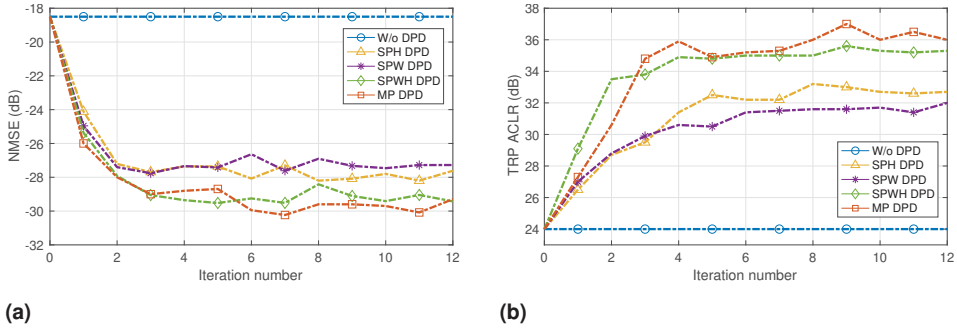 -18
-20
-22
-24
-26
-28
-30
-32
NMSE (dB)
W/o DPD
SPH DPD
SPW DPD
SPWH DPD
MP DPD
0 2 4 6 8 10 12
Iteration number
(a)
38
36
34
32
30
28
26
24
TRP ACLR (dB)
W/o DPD
SPH DPD
SPW DPD
SPWH DPD
MP DPD
0 2 4 6 8 10 12
Iteration number
(b)